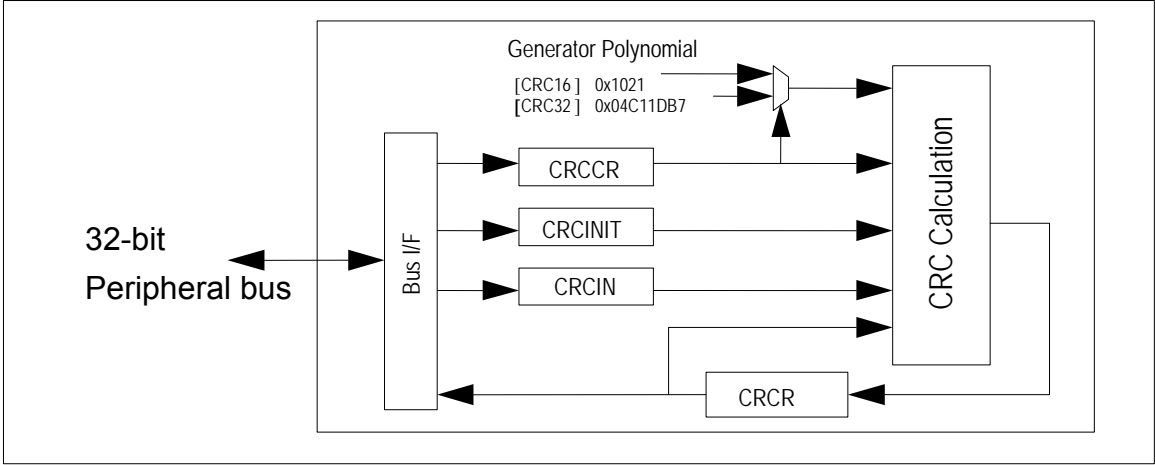 Generator Polynomial
[CRC16] 0x1021
[CRC32] 0x04C11DB7
CRCCR
CRCINIT
CRCIN
CRCR
32-bit
Peripheral bus
Bus I/F
CRC Calculation